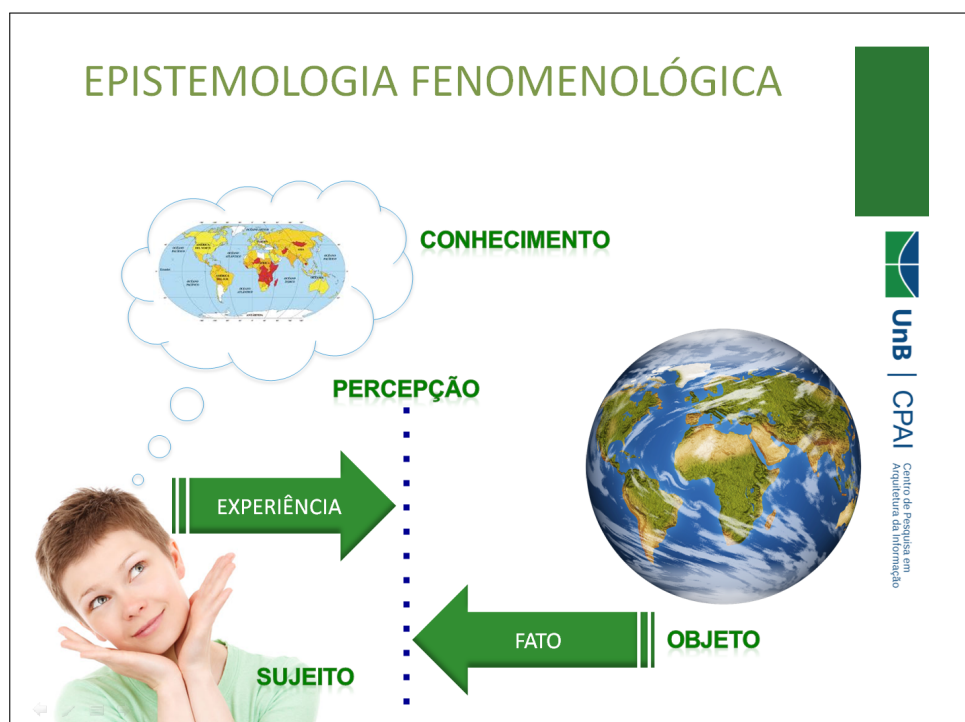 EPISTEMOLOGIA FENOMENOLÓGICA
CONHECIMENTO
PERCEPÇÃO
EXPERIÊNCIA
FATO
OBJETO
SUJEITO
UnB | CPAI
Centro de Pesquisa em
Arquitetura da Informação